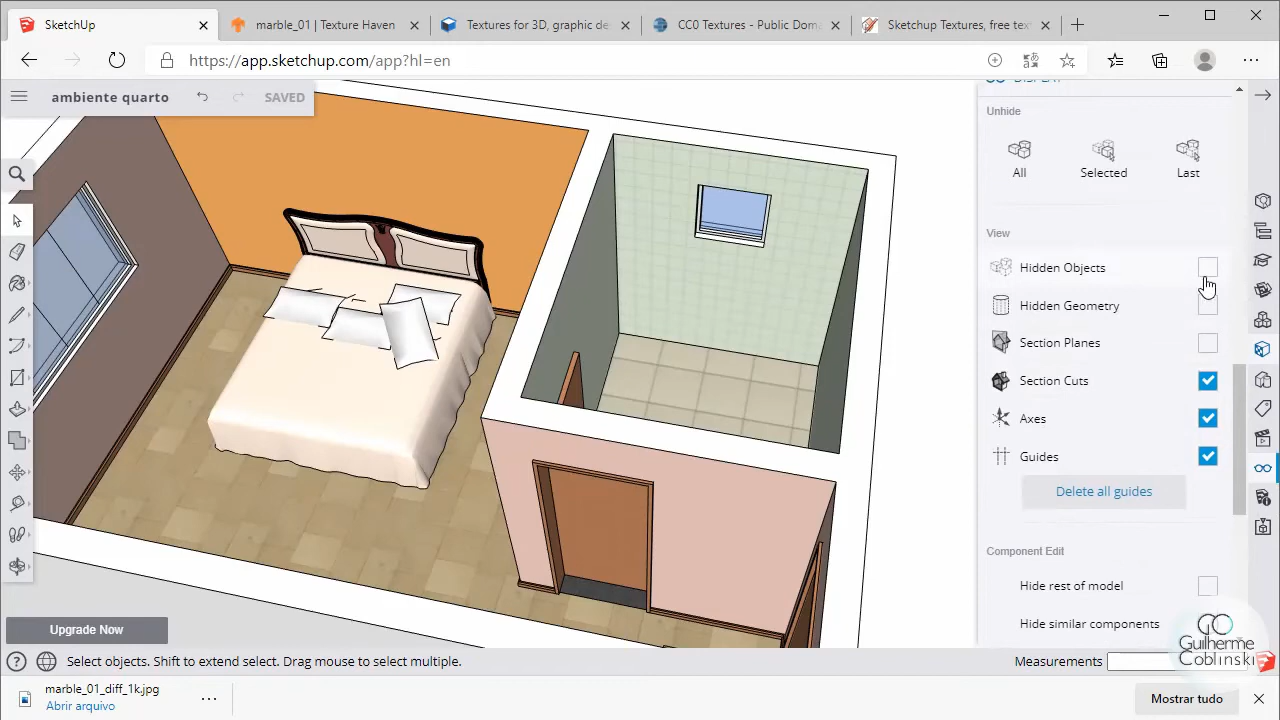 SketchUp
marble_01 | Texture Haven
Textures for 3D, graphic de
CC0 Textures - Public Dom
Sketchup Textures, free tex
https://app.sketchup.com/app?hl=en
ambiente quarto
SAVED
DISPLAY
Unhide
All Selected Last
View
Hidden Objects
Hidden Geometry
Section Planes
Section Cuts
Axes
Guides
Delete all guides
Component Edit
Hide rest of model
Hide similar components
Upgrade Now
GO
Guilherme
Coblinski
Select objects. Shift to extend select. Drag mouse to select multiple.
Measurements
marble_01_diff_1k.jpg
Abrir arquivo
Mostrar tudo